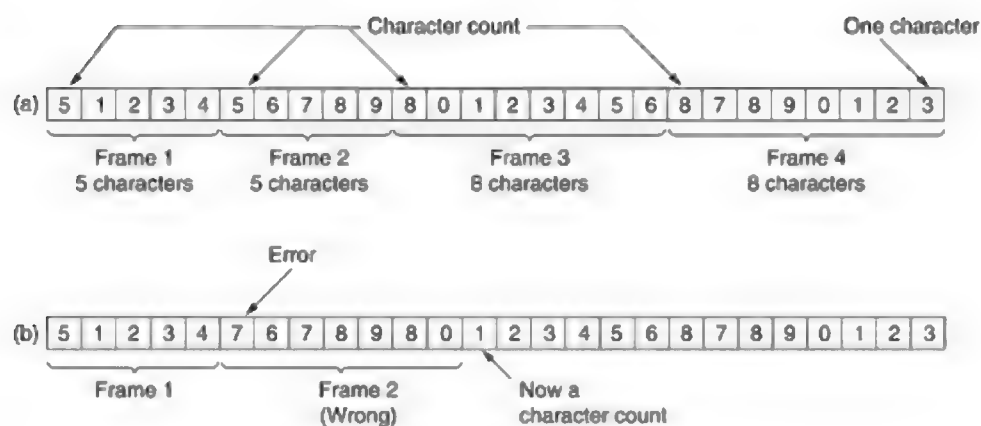 Character count One character
(a) 5 1 2 3 4 5 6 7 8 9 8 0 1 2 3 4 5 6 8 7 8 9 0 1 2 3
Frame 1 Frame 2 Frame 3 Frame 4
5 characters 5 characters 8 characters 8 characters
Error
(b) 5 1 2 3 4 7 6 7 8 9 8 0 1 2 3 4 5 6 8 7 8 9 0 1 2 3
Frame 1 Frame 2 Now a
(Wrong) character count